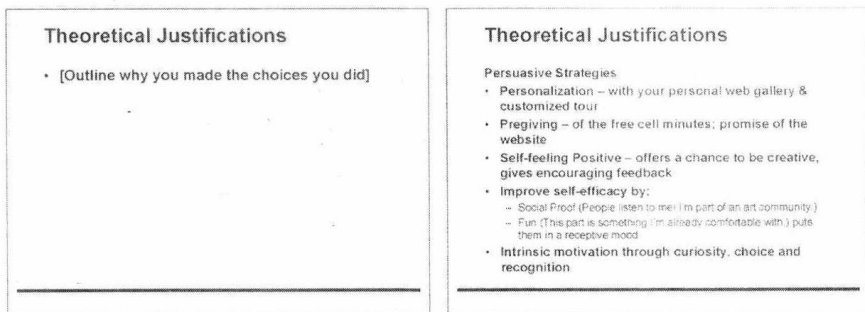 Theoretical Justifications
• [Outline why you made the choices you did]
Theoretical Justifications
Persuasive Strategies
• Personalization – with your personal web gallery &
customized tour
• Pregiving – of the free cell minutes; promise of the
website
• Self-feeling Positive – offers a chance to be creative,
gives encouraging feedback
• Improve self-efficacy by:
– Social Proof (People listen to me! I'm part of an art community.)
– Fun (This part is something I'm already comfortable with.) puts
them in a receptive mood
• Intrinsic motivation through curiosity, choice and
recognition